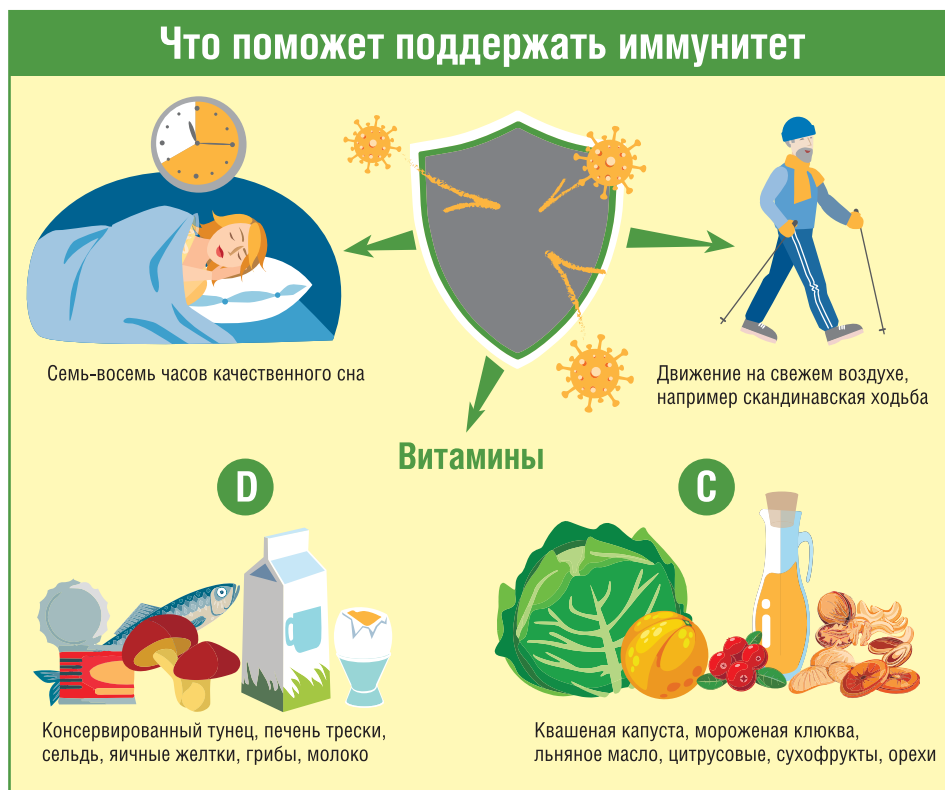 Что поможет поддержать иммунитет
Семь-восемь часов качественного сна
Движение на свежем воздухе,
например скандинавская ходьба
Витамины
D
C
Консервированный тунец, печень трески,
сельдь, яичные желтки, грибы, молоко
Квашеная капуста, мороженая клюква,
льняное масло, цитрусовые, сухофрукты, орехи